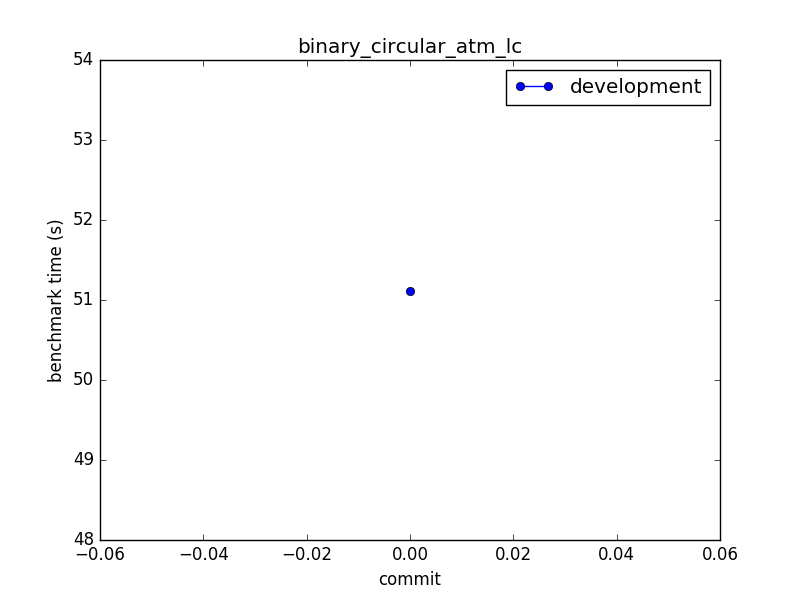 binary_circular_atm_lc
development
54
53
52
51
50
49
48
benchmark time (s)
−0.06 −0.04 −0.02 0.00 0.02 0.04 0.06
commit